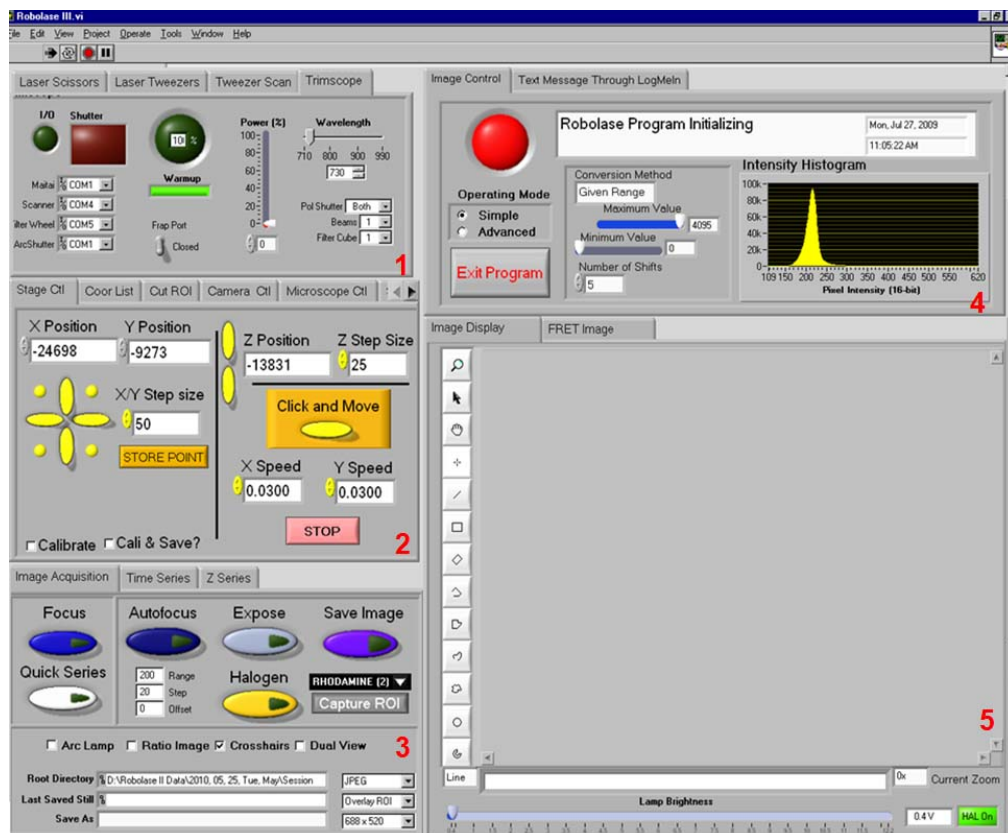 Robolase III.vi
File Edit View Project Operate Tools Window Help
Laser Scissors Laser Tweezers Tweezer Scan Trimscope
I/O Shutter
Power (%) Wavelength
%
100-
80-
60-
40-
20-
0-
0
710 800 900 990
730
Warmup
Maitai COM1
Scanner COM4
Filter Wheel COM5
ArcShutter COM1
Frap Port
Closed
Pol Shutter Both
Beams 1
Filter Cube 1
1
Stage Ctl Coor List Cut ROI Camera Ctl Microscope Ctl
X Position Y Position
-24698 -9273
X/Y Step size
50
STORE POINT
Z Position Z Step Size
-13831 25
Click and Move
X Speed Y Speed
0.0300 0.0300
STOP
Calibrate Cali & Save?
2
Image Acquisition Time Series Z Series
Focus Autofocus Expose Save Image
Quick Series
200 Range
20 Step
0 Offset
Halogen
RHODAMINE (2)
Capture ROI
Arc Lamp Ratio Image Crosshairs Dual View
3
Root Directory D:\Robolase II Data\2010, 05, 25, Tue, May\Session JPEG
Last Saved Still Overlay ROI
Save As 688 x 520
Image Control Text Message Through LogMeIn
Robolase Program Initializing
Mon, Jul 27, 2009
11:05:22 AM
Operating Mode
Simple
Advanced
Exit Program
Conversion Method
Given Range
Maximum Value
4095
Minimum Value
0
Number of Shifts
5
Intensity Histogram
100k-
80k-
60k-
40k-
20k-
0-
109 150 200 250 300 350 400 450 500 550 620
Pixel Intensity (16-bit)
4
Image Display FRET Image
5
Line 0x Current Zoom
Lamp Brightness
0.4 V HAL On